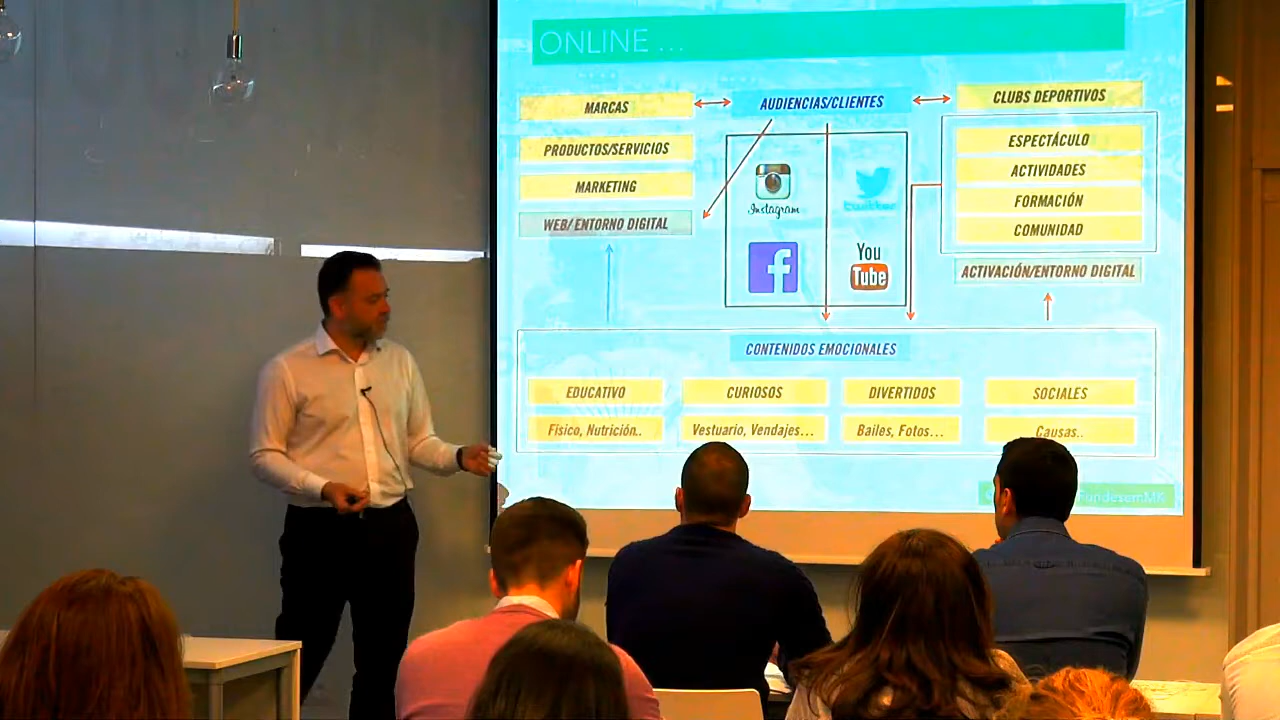 ONLINE ...
MARCAS
AUDIENCIAS/CLIENTES
CLUBS DEPORTIVOS
PRODUCTOS/SERVICIOS
MARKETING
WEB/ ENTORNO DIGITAL
Instagram
twitter
You
Tube
ESPECTÁCULO
ACTIVIDADES
FORMACIÓN
COMUNIDAD
ACTIVACIÓN/ENTORNO DIGITAL
CONTENIDOS EMOCIONALES
EDUCATIVO
CURIOSOS
DIVERTIDOS
SOCIALES
Físico, Nutrición..
Vestuario, Vendajes...
Bailes, Fotos...
Causas..
FundesemMK